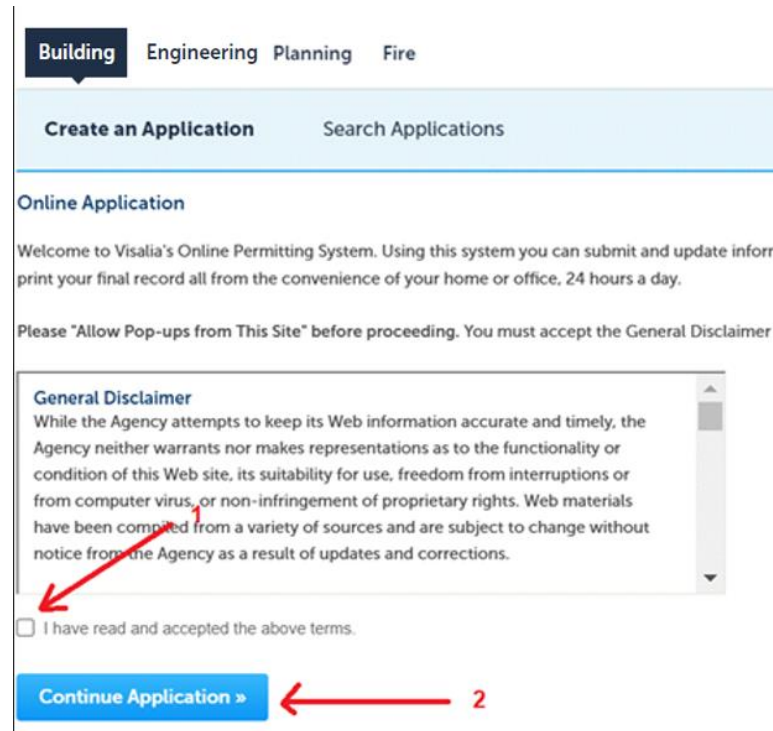 Building Engineering Planning Fire
Create an Application Search Applications
Online Application
Welcome to Visalia's Online Permitting System. Using this system you can submit and update inforr
print your final record all from the convenience of your home or office, 24 hours a day.
Please "Allow Pop-ups from This Site" before proceeding. You must accept the General Disclaimer
General Disclaimer
While the Agency attempts to keep its Web information accurate and timely, the
Agency neither warrants nor makes representations as to the functionality or
condition of this Web site, its suitability for use, freedom from interruptions or
from computer virus, or non-infringement of proprietary rights. Web materials
1
have been compiled from a variety of sources and are subject to change without
notice from the Agency as a result of updates and corrections.
I have read and accepted the above terms.
Continue Application » 2